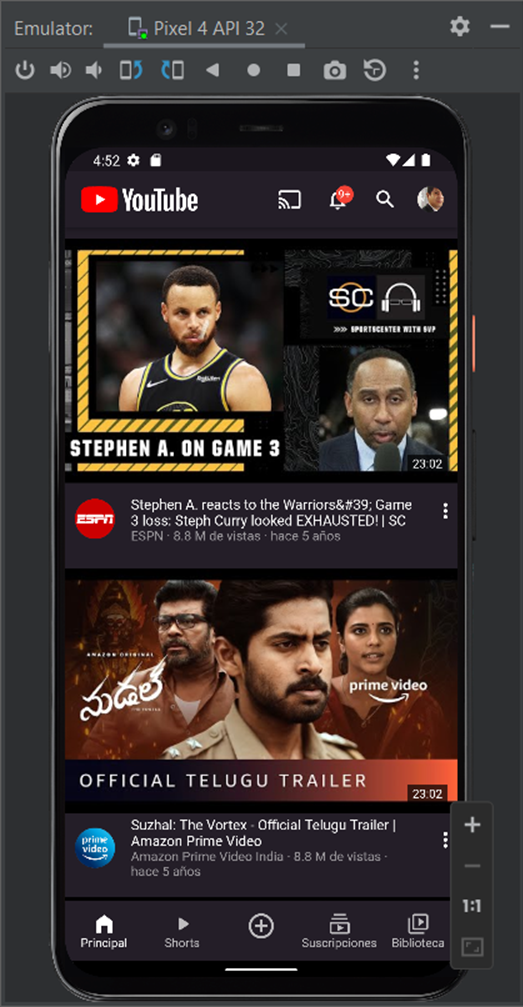 Emulator: Pixel 4 API 32
4:52
YouTube
9+
SC
SPORTSCENTER WITH SVP
STEPHEN A. ON GAME 3
23:02
ESPN
Stephen A. reacts to the Warriors&#39; Game
3 loss: Steph Curry looked EXHAUSTED! | SC
ESPN · 8.8 M de vistas · hace 5 años
AMAZON ORIGINAL
prime video
OFFICIAL TELUGU TRAILER
23:02
prime
video
Suzhal: The Vortex - Official Telugu Trailer |
Amazon Prime Video
Amazon Prime Video India · 8.8 M de vistas ·
hace 5 años
1:1
Principal
Shorts
Suscripciones
Biblioteca